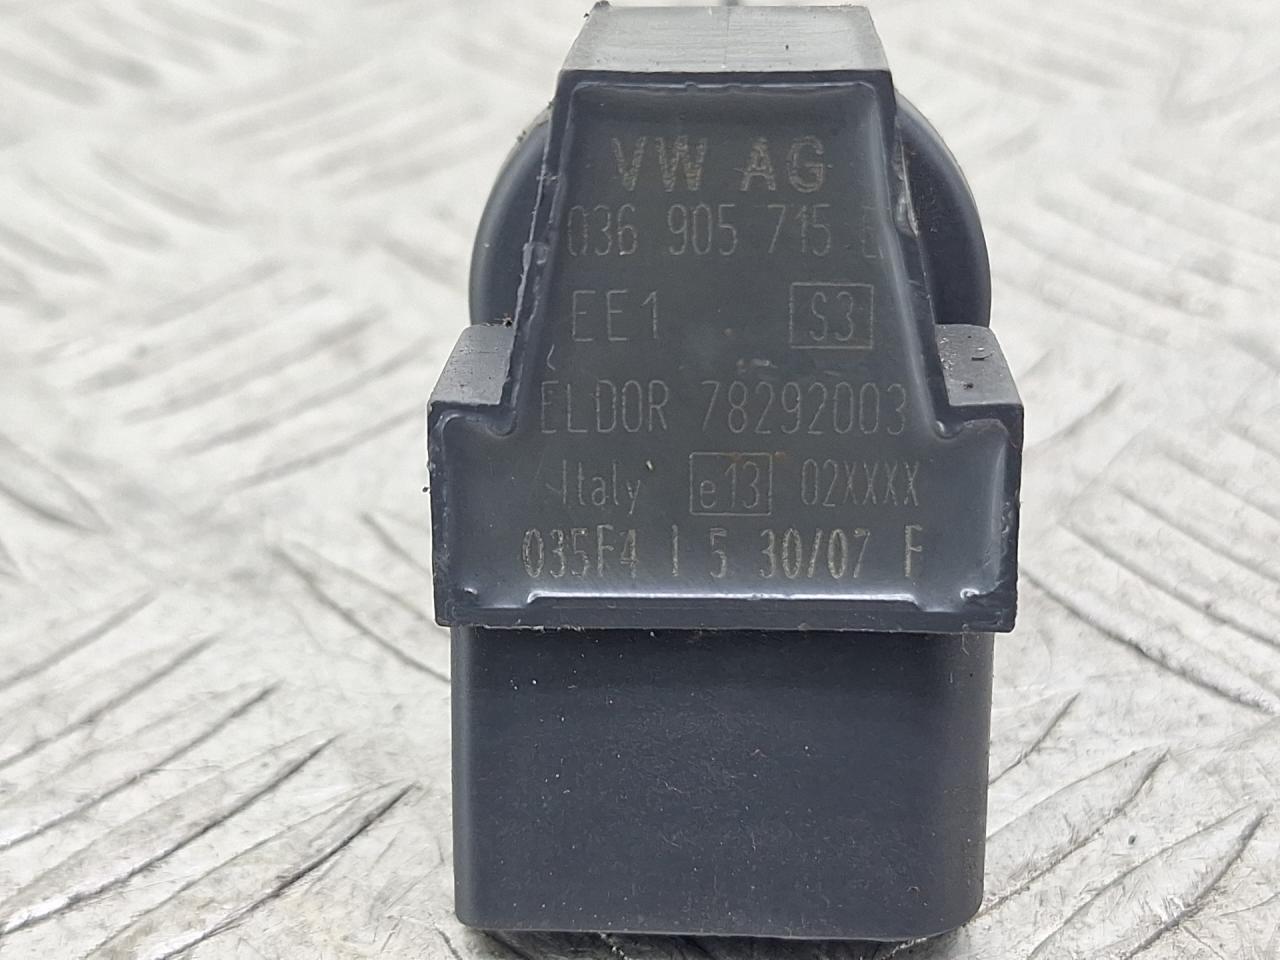 VW AG
036 905 715
EE1 S3
ELDOR 78292003
Italy e13 02XXXX
035F4 1 5 30/07 F